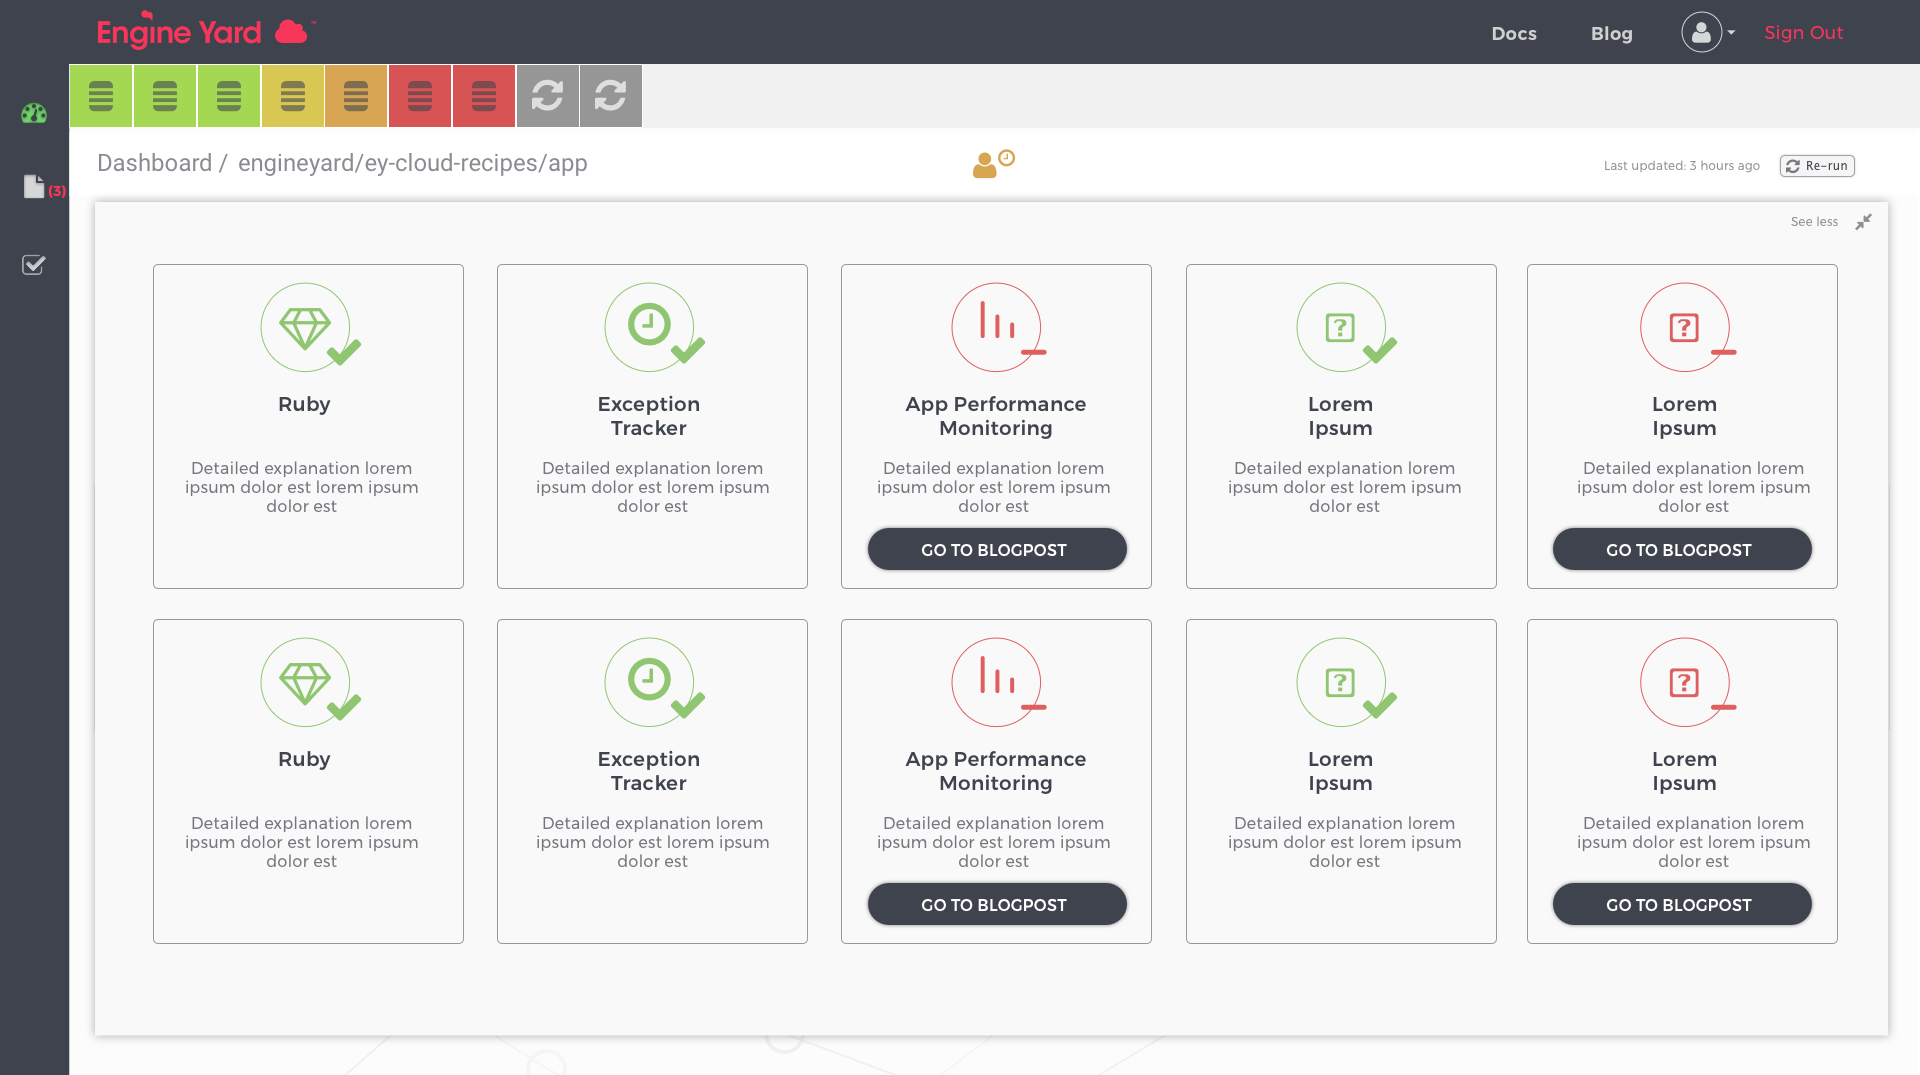 Engine Yard ™
Docs
Blog
Sign Out
(3)
Dashboard / engineyard/ey-cloud-recipes/app
Last updated: 3 hours ago
Re-run
See less
Ruby
Detailed explanation lorem
ipsum dolor est lorem ipsum
dolor est
Exception
Tracker
Detailed explanation lorem
ipsum dolor est lorem ipsum
dolor est
App Performance
Monitoring
Detailed explanation lorem
ipsum dolor est lorem ipsum
dolor est
GO TO BLOGPOST
?
Lorem
Ipsum
Detailed explanation lorem
ipsum dolor est lorem ipsum
dolor est
?
Lorem
Ipsum
Detailed explanation lorem
ipsum dolor est lorem ipsum
dolor est
GO TO BLOGPOST
Ruby
Detailed explanation lorem
ipsum dolor est lorem ipsum
dolor est
Exception
Tracker
Detailed explanation lorem
ipsum dolor est lorem ipsum
dolor est
App Performance
Monitoring
Detailed explanation lorem
ipsum dolor est lorem ipsum
dolor est
GO TO BLOGPOST
?
Lorem
Ipsum
Detailed explanation lorem
ipsum dolor est lorem ipsum
dolor est
?
Lorem
Ipsum
Detailed explanation lorem
ipsum dolor est lorem ipsum
dolor est
GO TO BLOGPOST